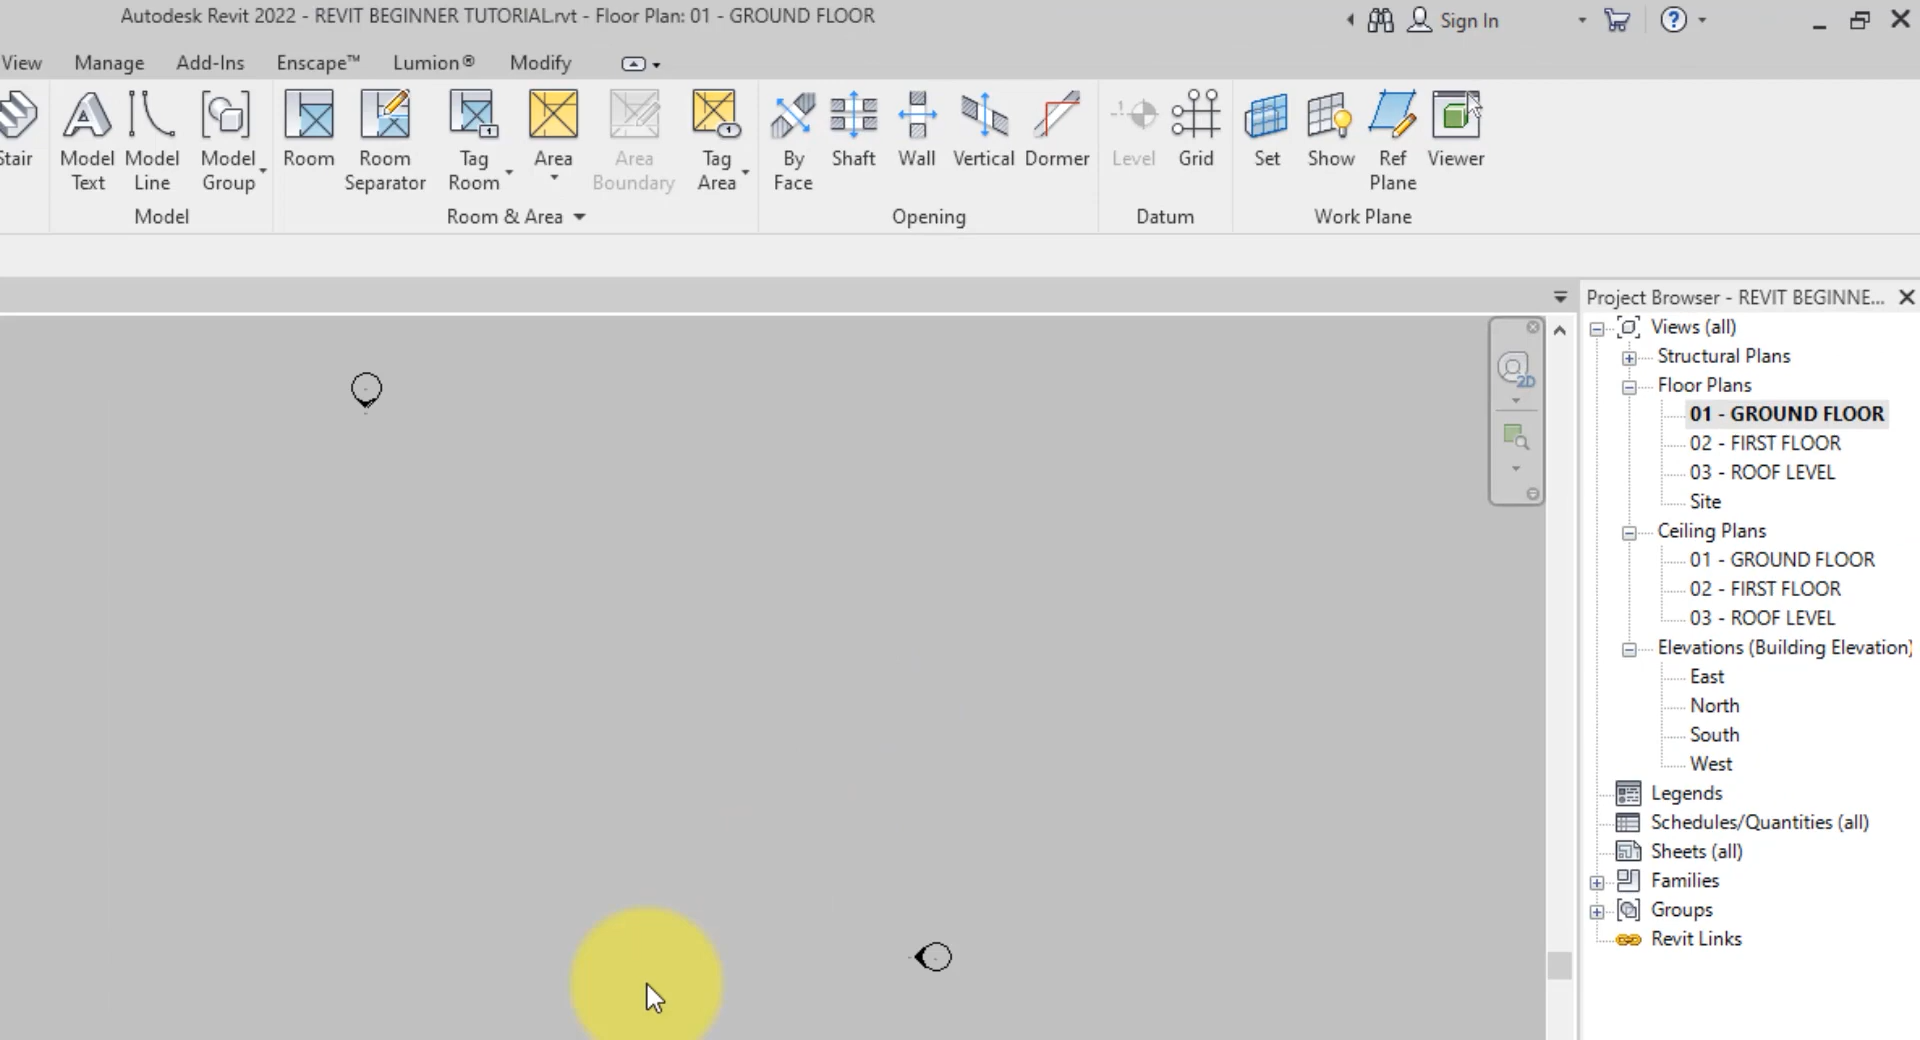 Autodesk Revit 2022 - REVIT BEGINNER TUTORIAL.rvt - Floor Plan: 01 - GROUND FLOOR
Sign In
View Manage Add-Ins Enscape™ Lumion® Modify
Stair
Model Text
Model Line
Model Group
Model
Room
Room Separator
Tag Room
Area
Area Boundary
Tag Area
Room & Area
By Face
Shaft
Wall
Vertical
Dormer
Opening
Level
Grid
Datum
Set
Show
Ref Plane
Viewer
Work Plane
2D
Project Browser - REVIT BEGINNE...
Views (all)
Structural Plans
Floor Plans
01 - GROUND FLOOR
02 - FIRST FLOOR
03 - ROOF LEVEL
Site
Ceiling Plans
01 - GROUND FLOOR
02 - FIRST FLOOR
03 - ROOF LEVEL
Elevations (Building Elevation)
East
North
South
West
Legends
Schedules/Quantities (all)
Sheets (all)
Families
Groups
Revit Links